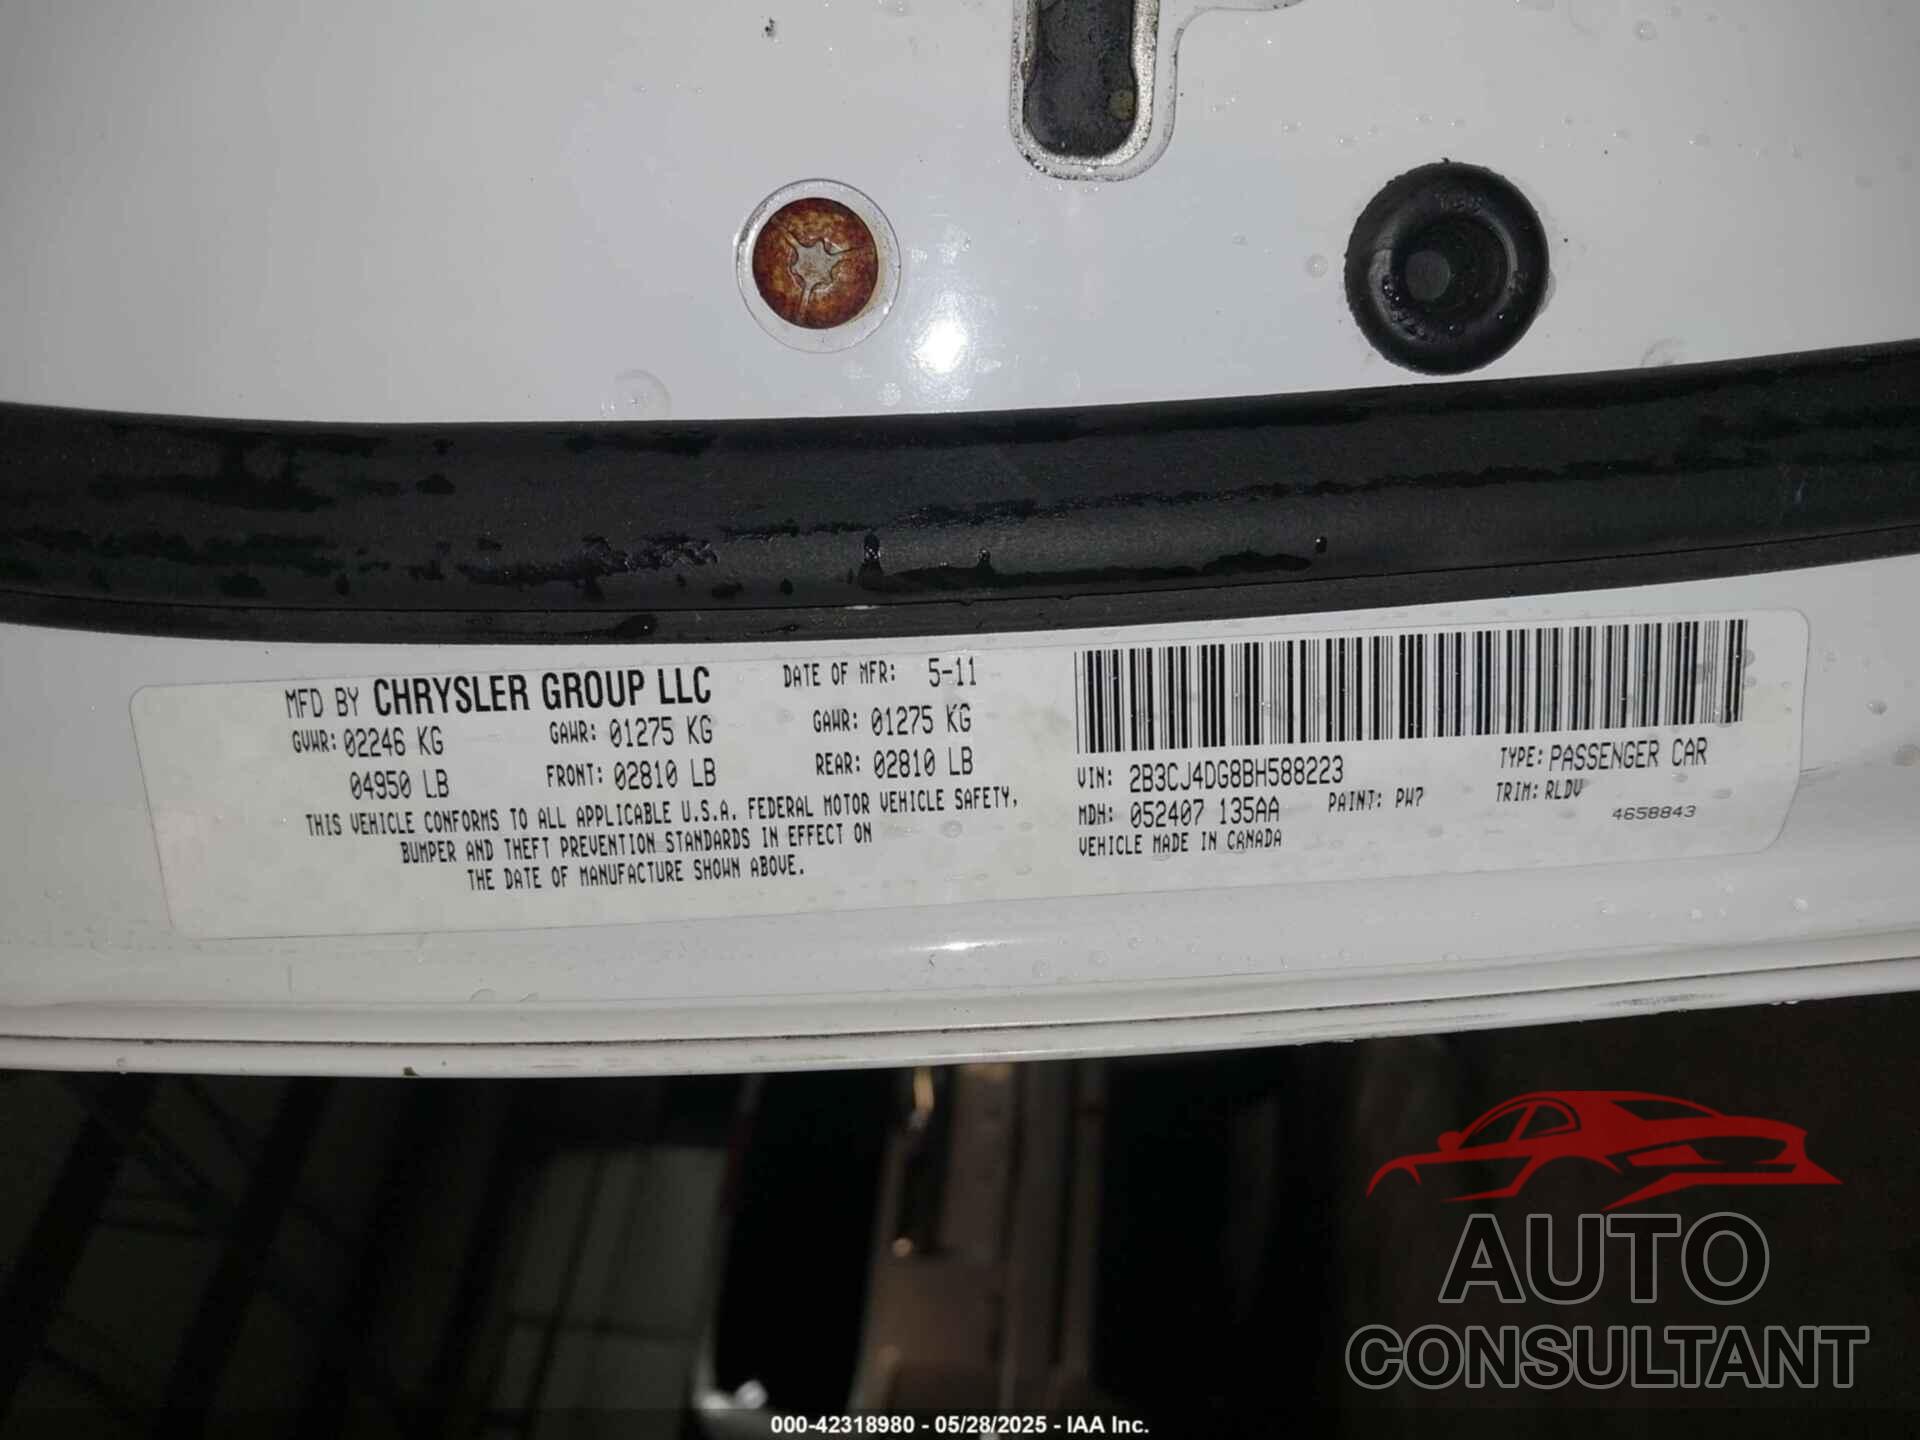 MFD BY CHRYSLER GROUP LLC DATE OF MFR: 5-11
GVWR: 02246 KG GAWR: 01275 KG GAWR: 01275 KG
04950 LB FRONT: 02810 LB REAR: 02810 LB
THIS VEHICLE CONFORMS TO ALL APPLICABLE U.S.A. FEDERAL MOTOR VEHICLE SAFETY,
BUMPER AND THEFT PREVENTION STANDARDS IN EFFECT ON
THE DATE OF MANUFACTURE SHOWN ABOVE.
VIN: 2B3CJ4DG8BH588223 TYPE: PASSENGER CAR
MDH: 052407 135AA PAINT: PW7 TRIM: RLDV
VEHICLE MADE IN CANADA 4658843
AUTO
CONSULTANT
000-42318980 - 05/28/2025 - IAA Inc.